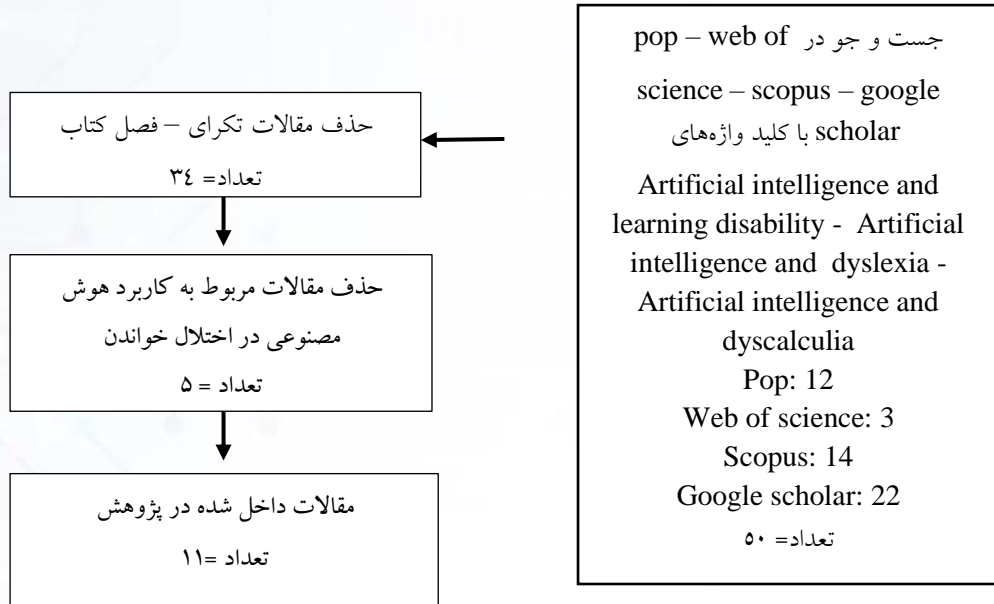 جست و جو در pop – web of
science – scopus – google
scholar با کلید واژه‌های
Artificial intelligence and
learning disability - Artificial
intelligence and dyslexia -
Artificial intelligence and
dyscalculia
Pop: 12
Web of science: 3
Scopus: 14
Google scholar: 22
تعداد= ۵۰
حذف مقالات تکرای – فصل کتاب
تعداد= ۳۴
حذف مقالات مربوط به کاربرد هوش
مصنوعی در اختلال خواندن
تعداد = ۵
مقالات داخل شده در پژوهش
تعداد =۱۱